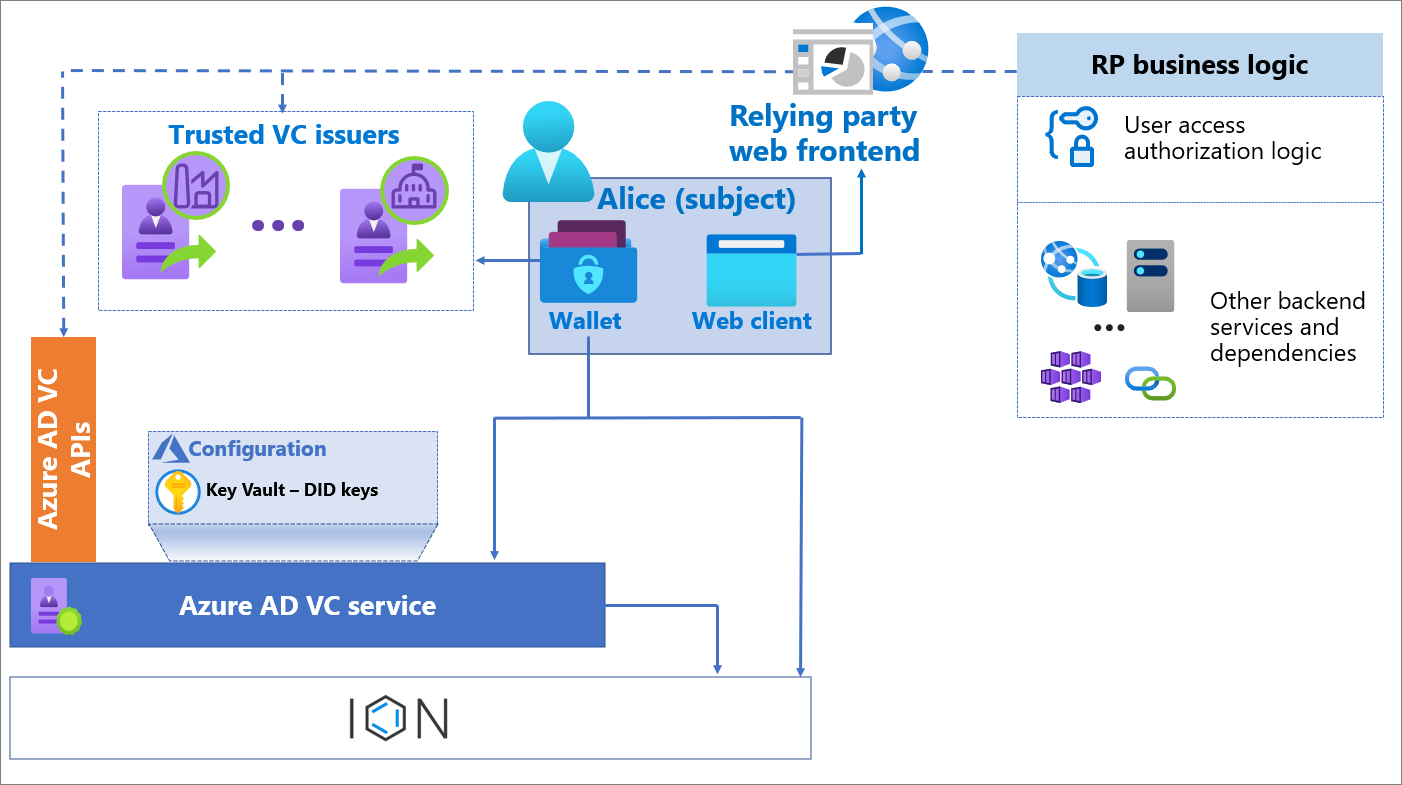 RP business logic
Relying party
web frontend
Trusted VC issuers
User access
authorization logic
Alice (subject)
Wallet
Web client
Other backend
services and
dependencies
Azure AD VC
APIs
Configuration
Key Vault – DID keys
Azure AD VC service
ION